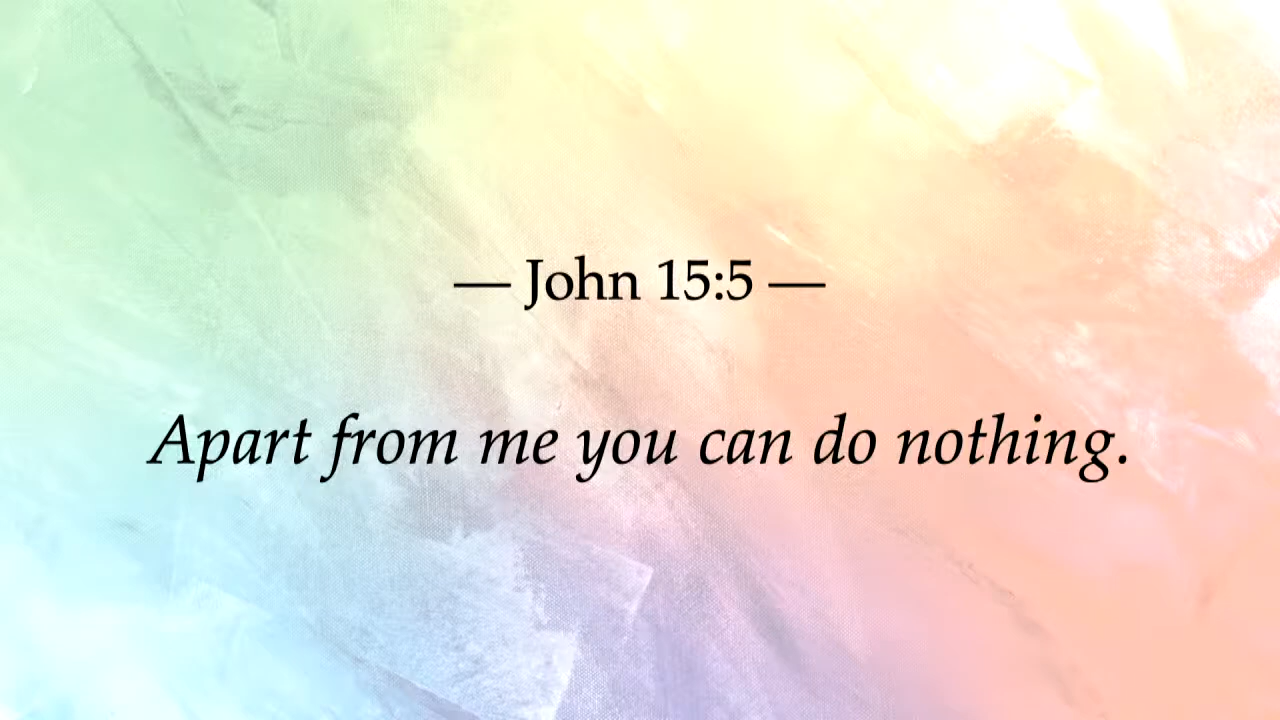 — John 15:5 —
Apart from me you can do nothing.